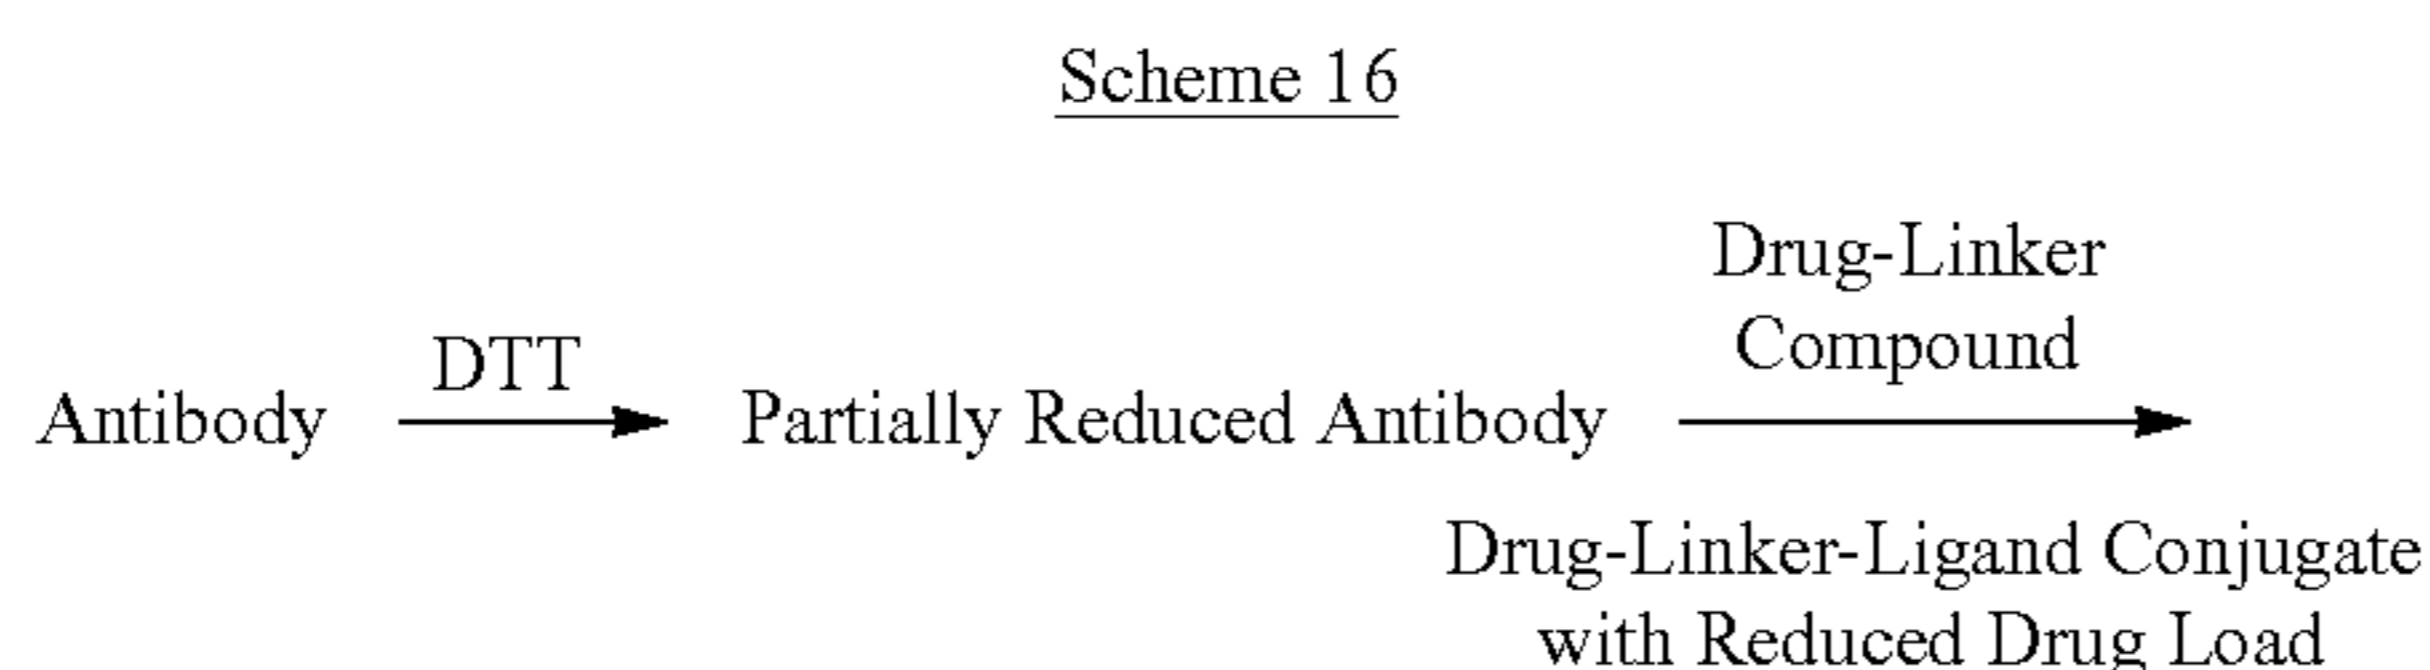 Scheme 16
Drug-Linker
Compound
DTT
Antibody
Partially Reduced Antibody
Drug-Linker-Ligand Conjugate
with Reduced Drug Load